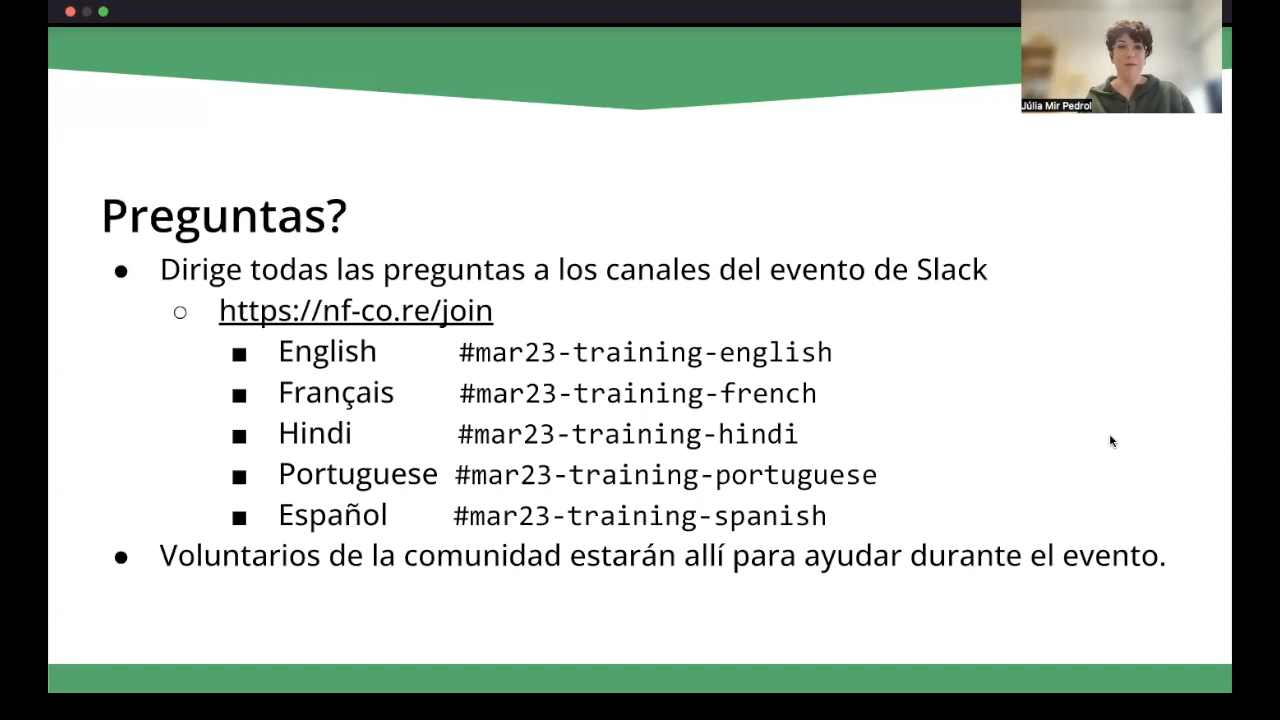 Júlia Mir Pedrol
Preguntas?
● Dirige todas las preguntas a los canales del evento de Slack
○ https://nf-co.re/join
■ English #mar23-training-english
■ Français #mar23-training-french
■ Hindi #mar23-training-hindi
■ Portuguese #mar23-training-portuguese
■ Español #mar23-training-spanish
● Voluntarios de la comunidad estarán allí para ayudar durante el evento.